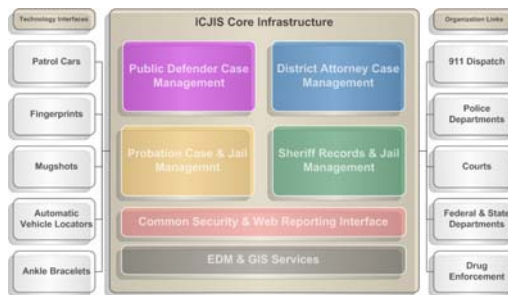 Technology Interfaces
Patrol Cars
Fingerprints
Mugshots
Automatic
Vehicle Locators
Ankle Bracelets
ICJIS Core Infrastructure
Public Defender Case
Management
District Attorney Case
Management
Probation Case & Jail
Managemnt
Sheriff Records & Jail
Management
Common Security & Web Reporting Interface
EDM & GIS Services
Organization Links
911 Dispatch
Police
Departments
Courts
Federal & State
Departments
Drug
Enforcement